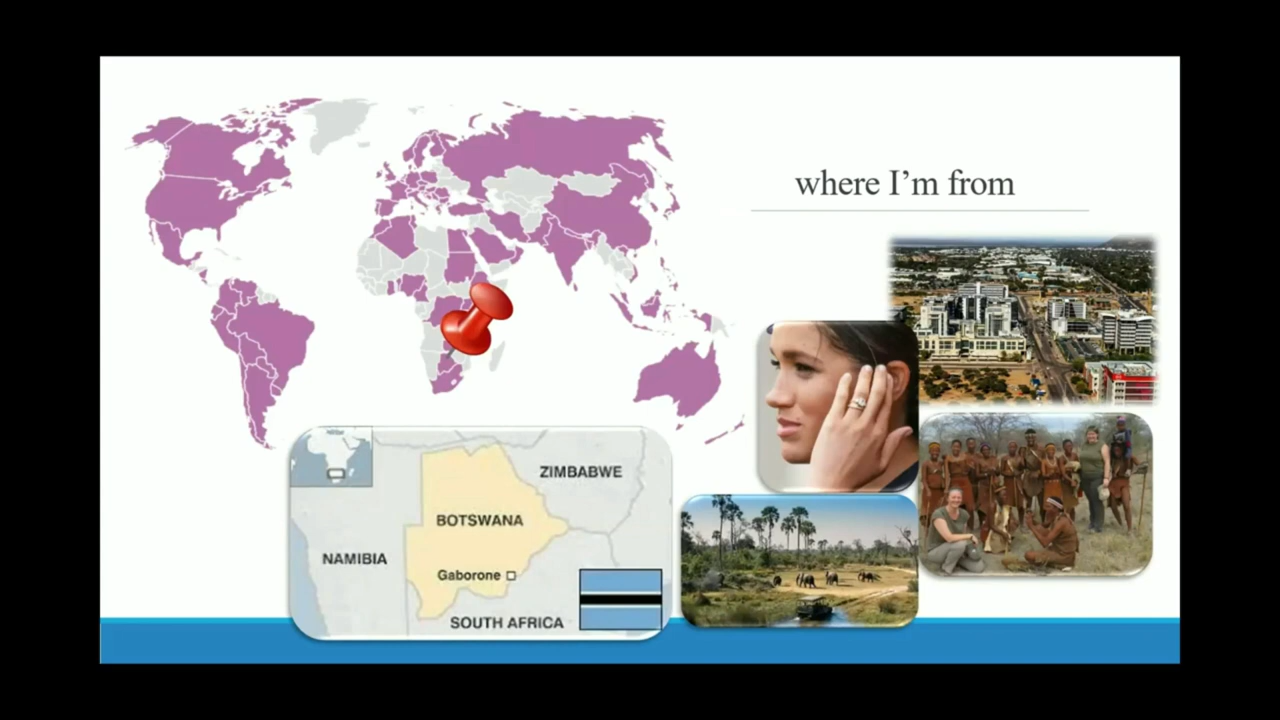 where I'm from
ZIMBABWE
BOTSWANA
NAMIBIA
Gaborone
SOUTH AFRICA